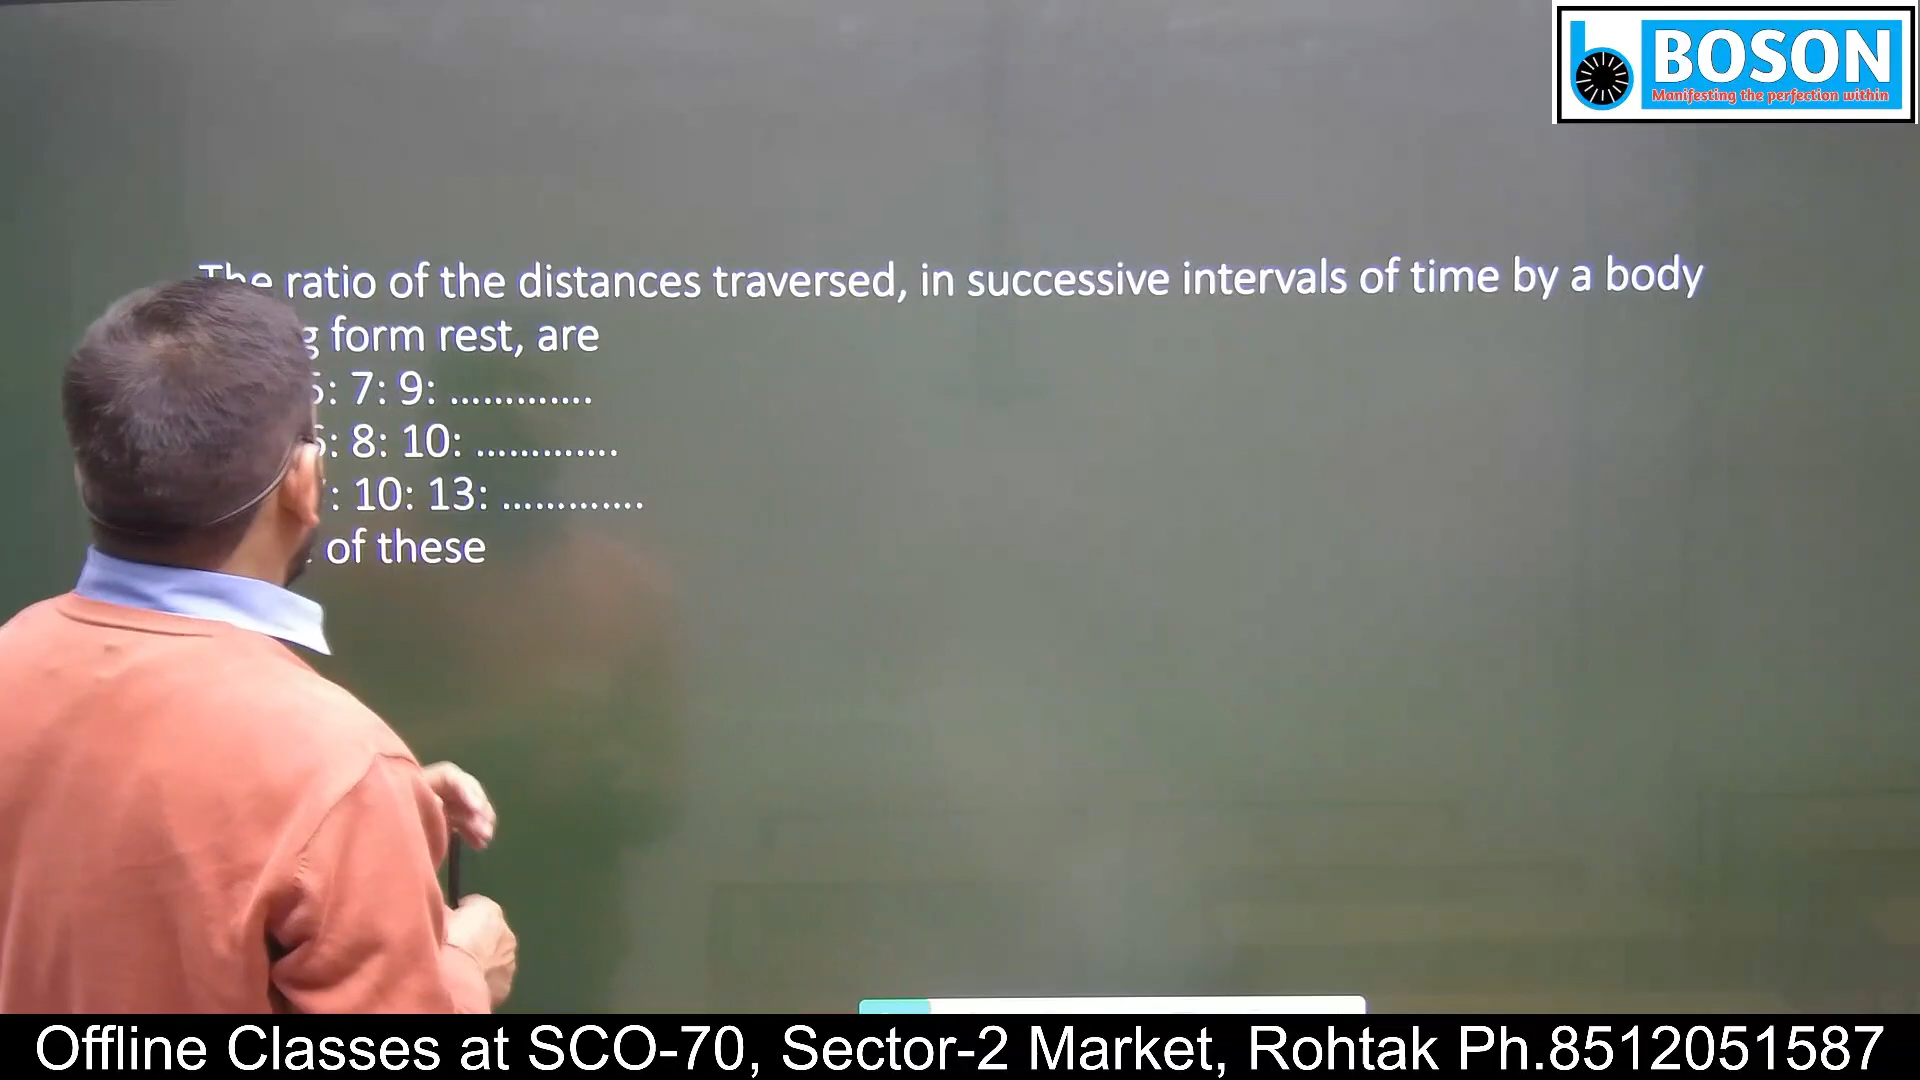 BOSON
Manifesting the perfection within
The ratio of the distances traversed, in successive intervals of time by a body
form rest, are
: 7: 9: .............
: 8: 10: .............
: 10: 13: .............
of these
Offline Classes at SCO-70, Sector-2 Market, Rohtak Ph.8512051587